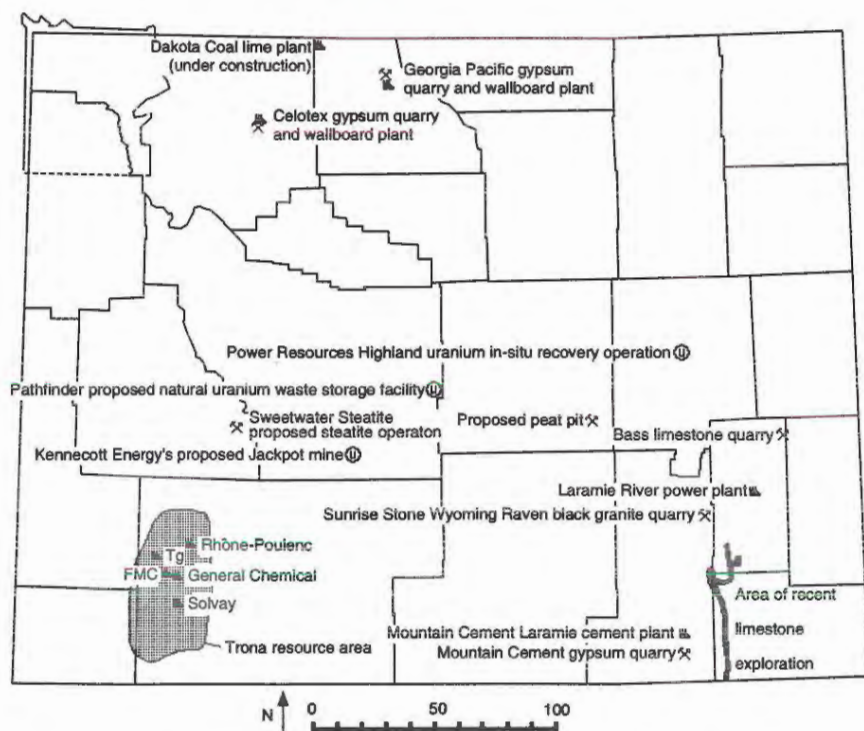 Dakota Coal lime plant
(under construction)
Georgia Pacific gypsum
quarry and wallboard plant
Celotex gypsum quarry
and wallboard plant
Power Resources Highland uranium in-situ recovery operation
U
Pathfinder proposed natural uranium waste storage facility
U
Sweetwater Steatite
proposed steatite operaton
Proposed peat pit
Bass limestone quarry
Kennecott Energy's proposed Jackpot mine
U
Laramie River power plant
Sunrise Stone Wyoming Raven black granite quarry
Rhône-Poulenc
Tg
FMC
General Chemical
Solvay
Area of recent
limestone
exploration
Mountain Cement Laramie cement plant
Mountain Cement gypsum quarry
Trona resource area
N
0 50 100